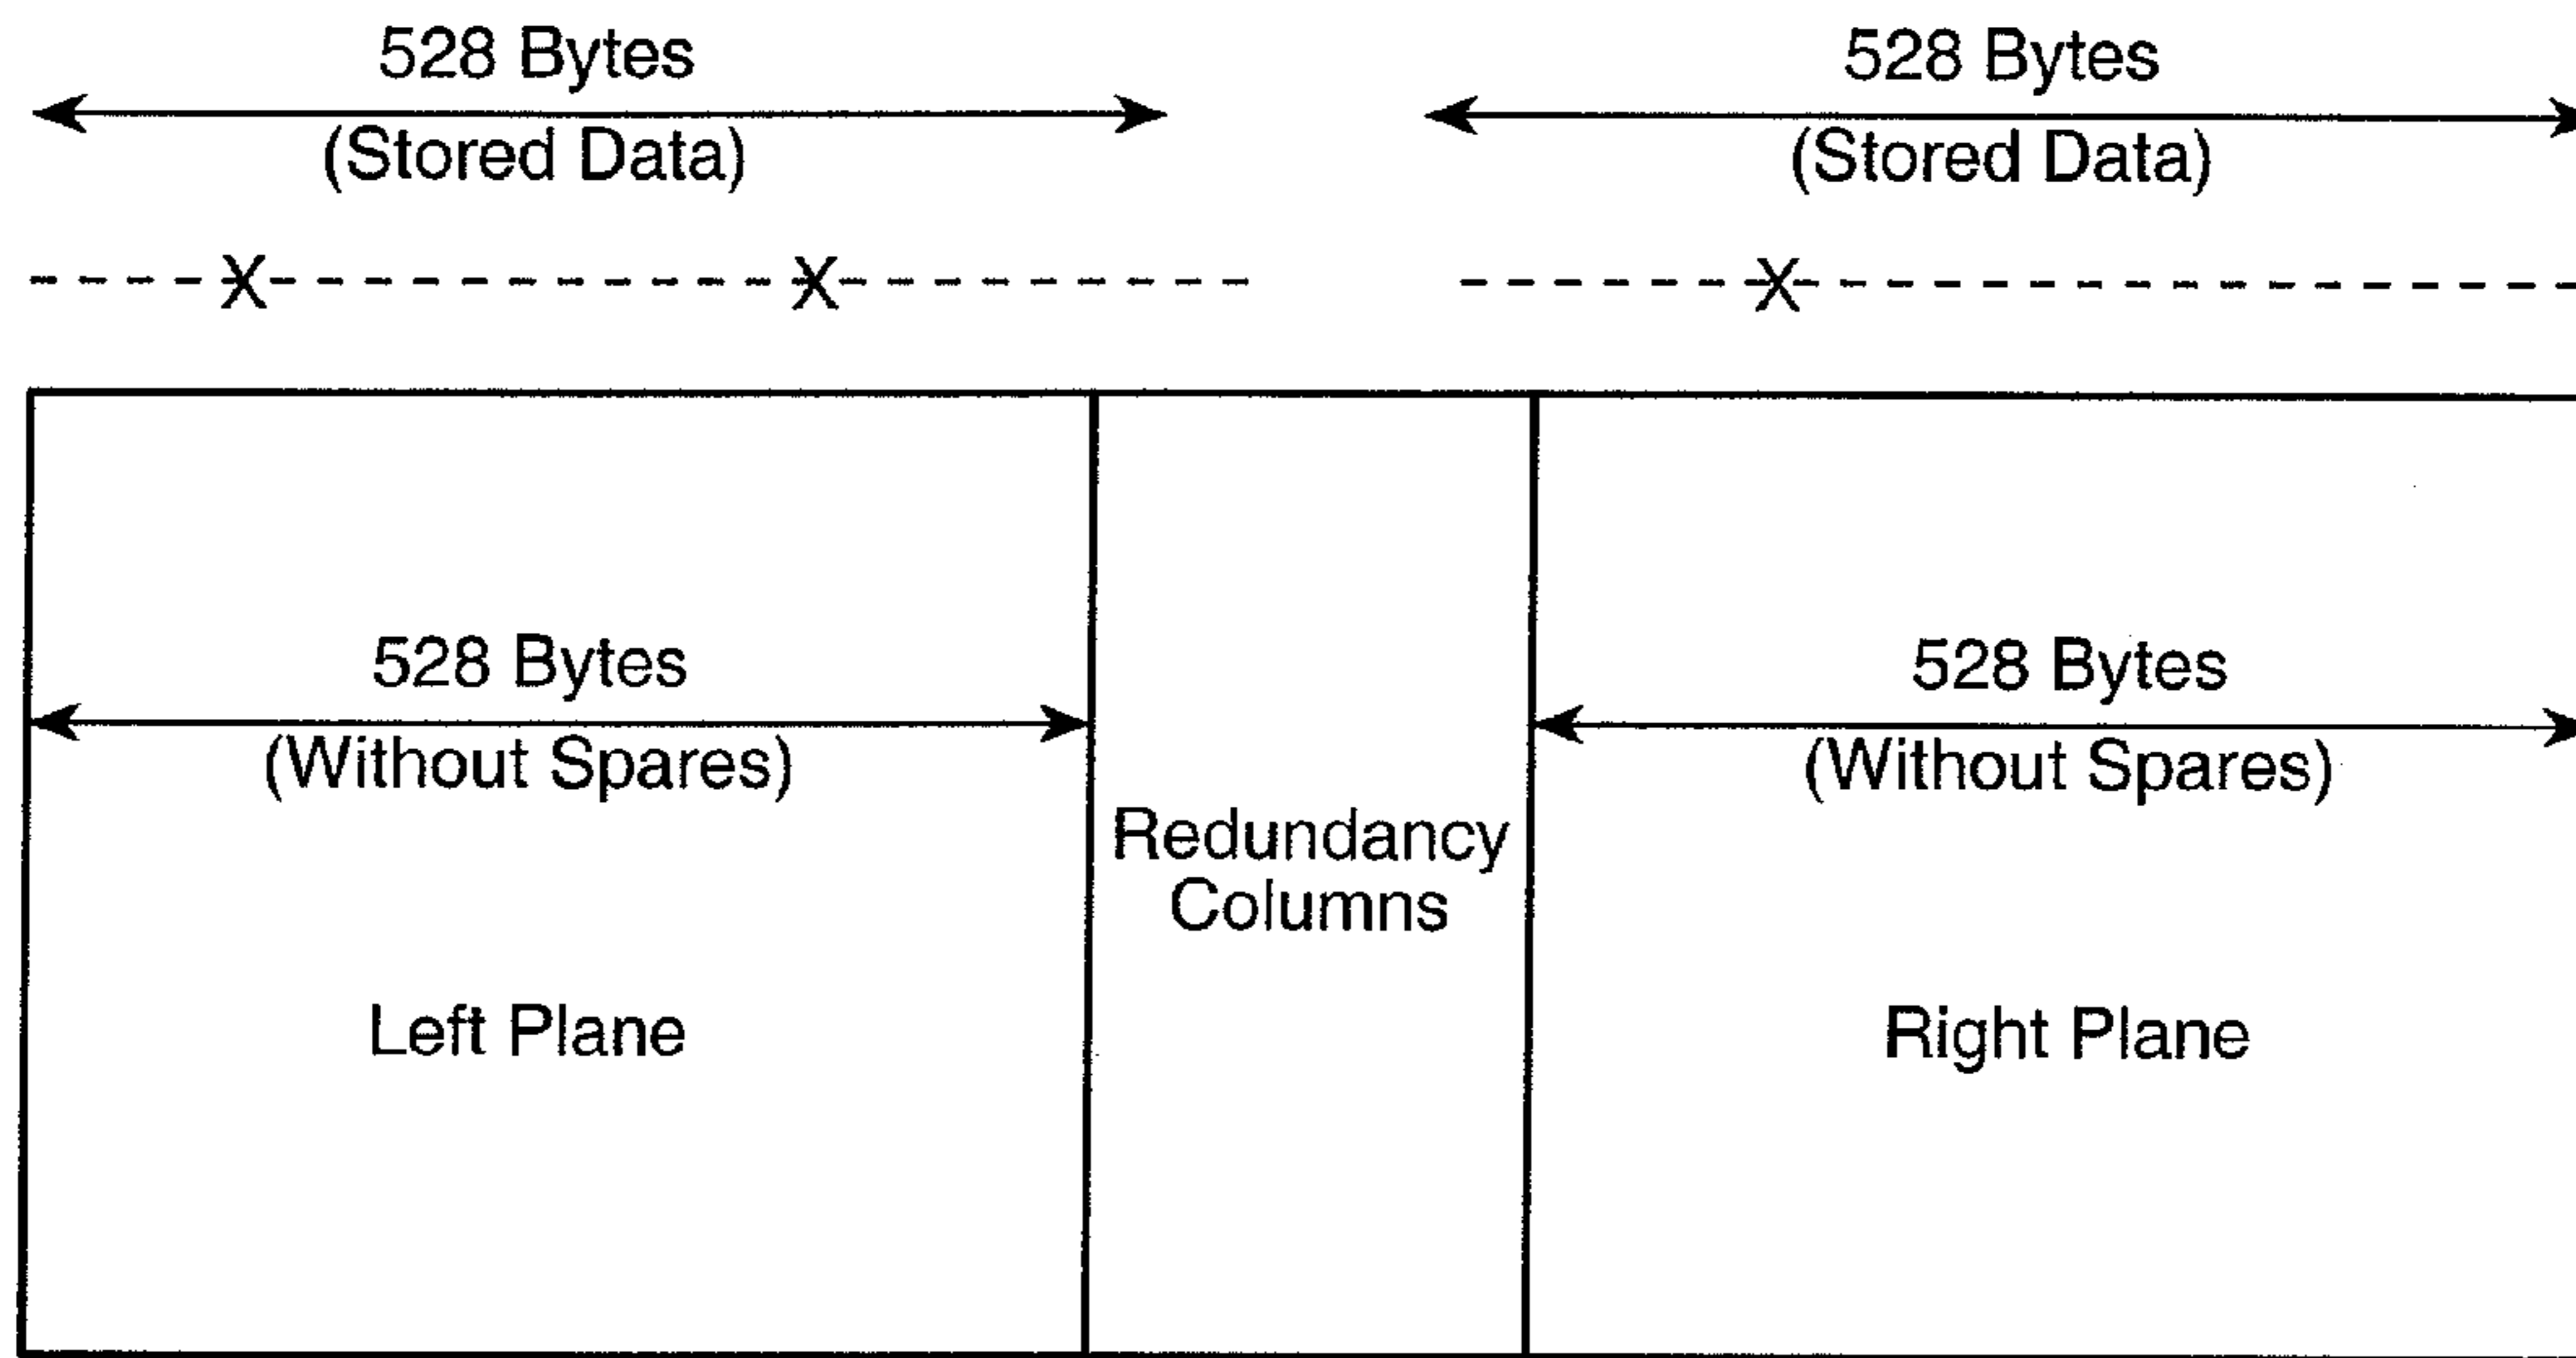 528 Bytes
(Stored Data)
528 Bytes
(Stored Data)
X
X
X
528 Bytes
(Without Spares)
528 Bytes
(Without Spares)
Redundancy
Columns
Left Plane
Right Plane